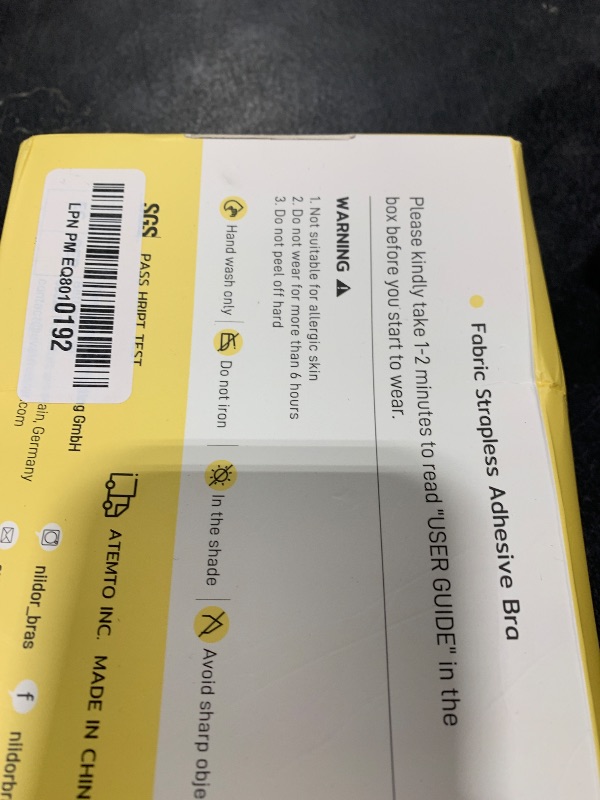 Fabric Strapless Adhesive Bra
Please kindly take 1-2 minutes to read "USER GUIDE" in the
box before you start to wear.
WARNING
1. Not suitable for allergic skin
2. Do not wear for more than 6 hours
3. Do not peel off hard
Hand wash only
Do not iron
In the shade
Avoid sharp obje
SGS PASS HRIPT TEST
ATEMTO INC. MADE IN CHIN
g GmbH
LPN PM EQ8010192
ain, Germany
.com
niidor_bras
f niidorbr